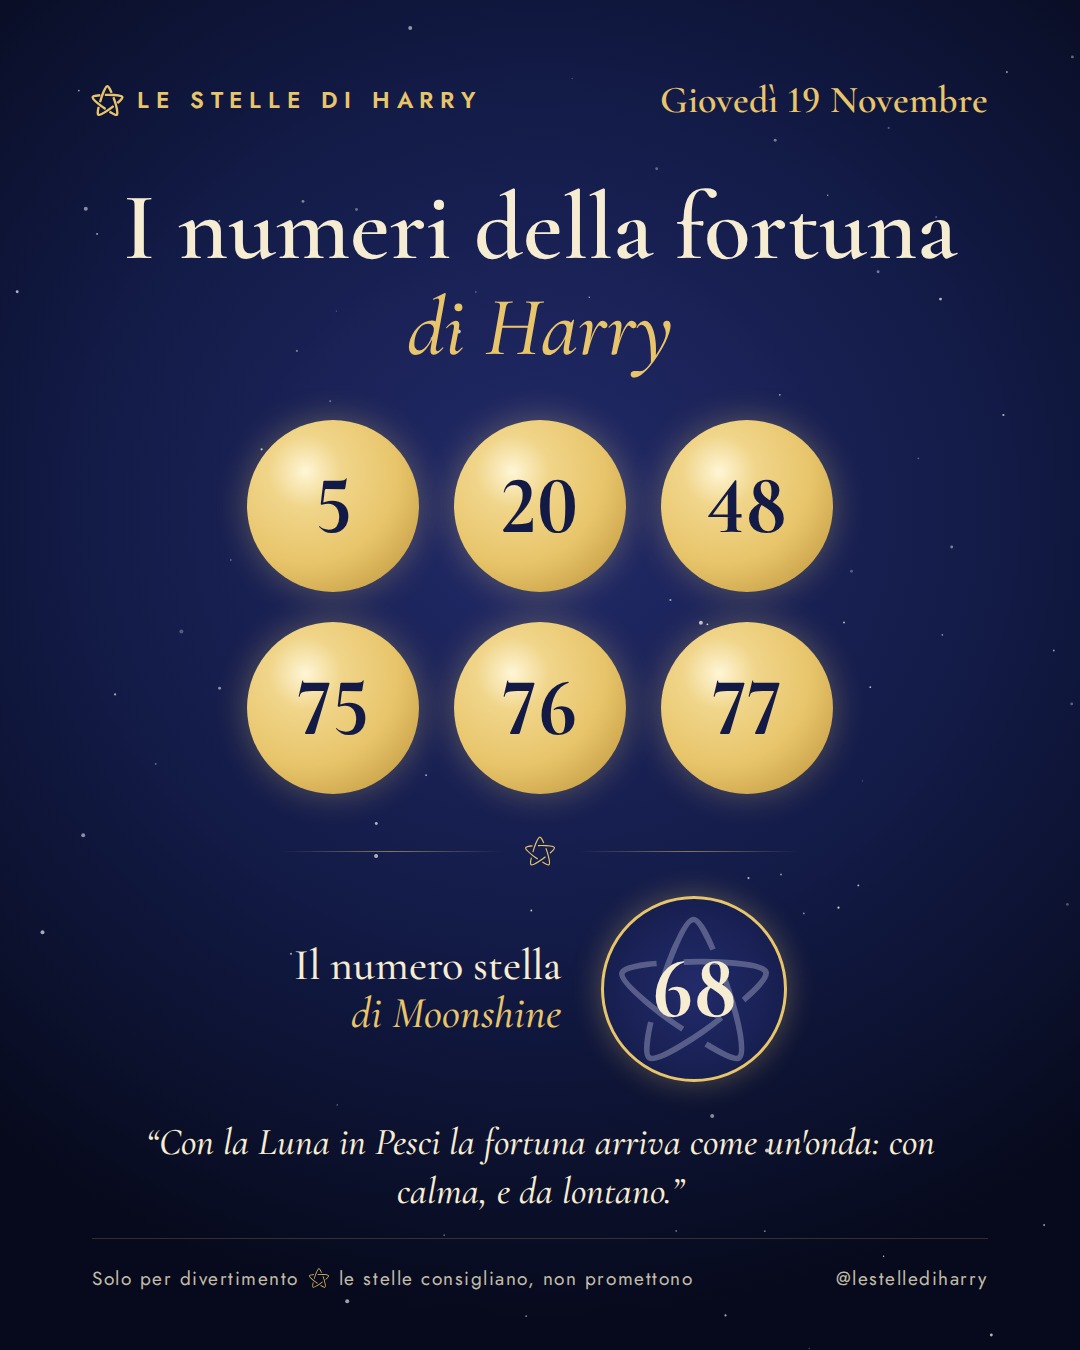 LE STELLE DI HARRY
Giovedì 19 Novembre
I numeri della fortuna
di Harry
5 20 48
75 76 77
Il numero stella
di Moonshine
68
“Con la Luna in Pesci la fortuna arriva come un'onda: con
calma, e da lontano.”
Solo per divertimento le stelle consigliano, non promettono
@lestellediharry